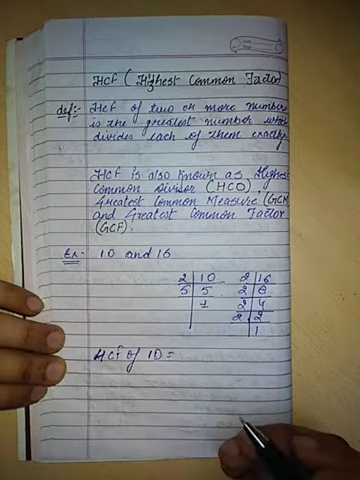 HCF (Highest Common Factor)
def:- HCF of two or more numbers
is the greatest number which
divides each of them exactly.
HCF is also known as Highest
Common Divisor (HCD),
Greatest Common Measure (GCM)
and Greatest Common Factor
(GCF).
Ex:- 10 and 16
2 | 10
5 | 5
1
2 | 16
2 | 8
2 | 4
2 | 2
1
HCF of 10 =